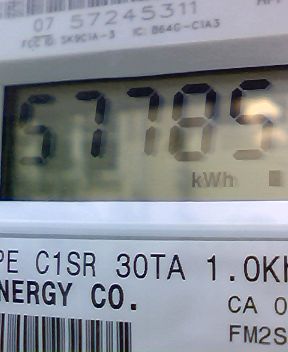 07 57245311
FCC ID: SK9C1A-3 IC: 864G-C1A3
57785
kWh
PE C1SR 30TA 1.0Kh
NERGY CO.
CA 0
FM2S